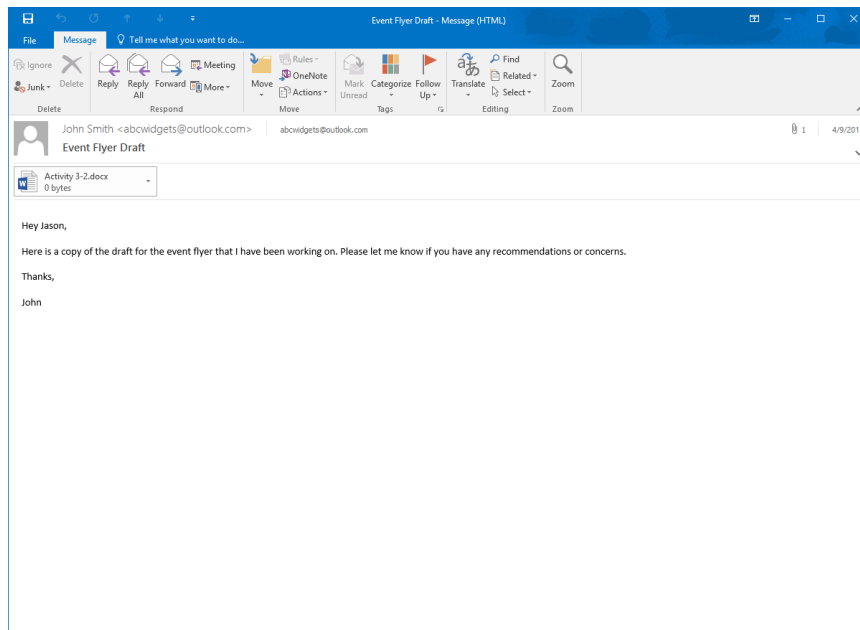 Event Flyer Draft - Message (HTML)
File Message Tell me what you want to do...
Ignore
Junk
Delete
Reply
Reply All
Forward
Meeting
More
Move
Rules
OneNote
Actions
Mark Unread
Categorize
Follow Up
Translate
Find
Related
Select
Zoom
Delete Respond Move Tags Editing Zoom
John Smith <abcwidgets@outlook.com> abcwidgets@outlook.com 1 4/9/201
Event Flyer Draft
Activity 3-2.docx
0 bytes
Hey Jason,
Here is a copy of the draft for the event flyer that I have been working on. Please let me know if you have any recommendations or concerns.
Thanks,
John